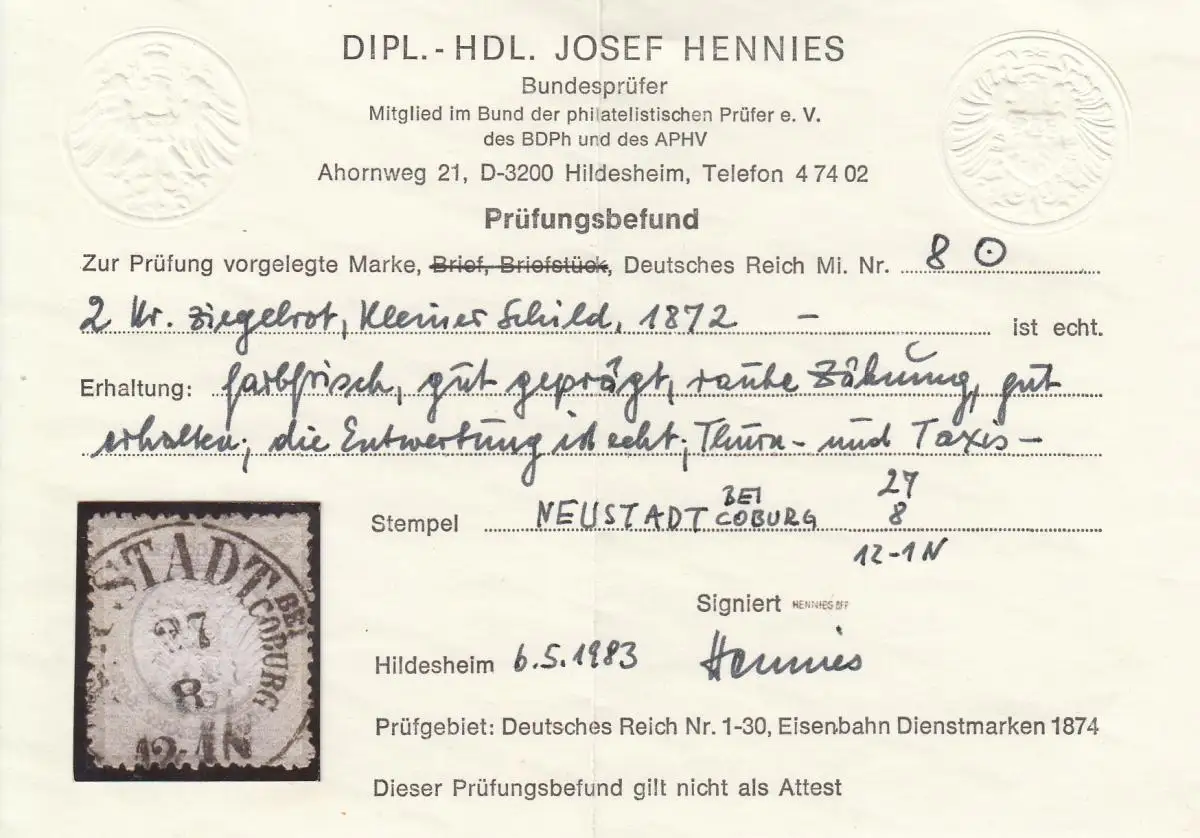 DIPL.-HDL. JOSEF HENNIES
Bundesprüfer
Mitglied im Bund der philatelistischen Prüfer e. V.
des BDPh und des APHV
Ahornweg 21, D-3200 Hildesheim, Telefon 4 74 02
Prüfungsbefund
Zur Prüfung vorgelegte Marke, Brief, Briefstück, Deutsches Reich Mi. Nr. 8 ⊙
2 Kr. ziegelrot, Kleiner Schild, 1872 – ist echt.
Erhaltung: farbfrisch, gut geprägt, rauhe Zähnung, gut
erhalten; die Entwertung ist echt; Thurn- und Taxis-
Stempel NEUSTADT BEI COBURG 27
8
12-1N
STADT BEI COBURG
27
8
12-1N
Signiert HENNIES BPP
Hildesheim 6.5.1983 Hennies
Prüfgebiet: Deutsches Reich Nr. 1-30, Eisenbahn Dienstmarken 1874
Dieser Prüfungsbefund gilt nicht als Attest